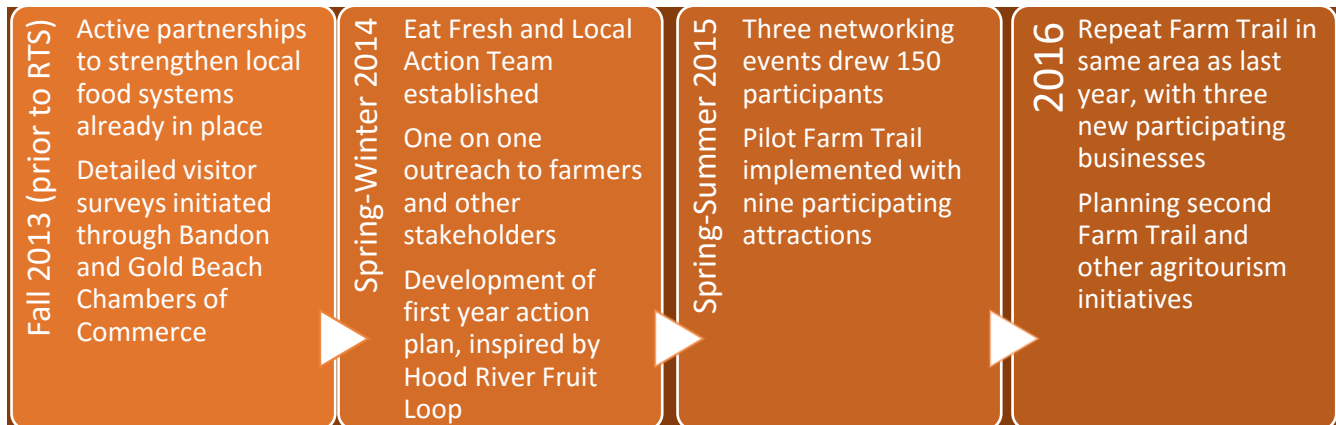 Fall 2013 (prior to RTS)
Active partnerships
to strengthen local
food systems
already in place
Detailed visitor
surveys initiated
through Bandon
and Gold Beach
Chambers of
Commerce
Spring-Winter 2014
Eat Fresh and Local
Action Team
established
One on one
outreach to farmers
and other
stakeholders
Development of
first year action
plan, inspired by
Hood River Fruit
Loop
Spring-Summer 2015
Three networking
events drew 150
participants
Pilot Farm Trail
implemented with
nine participating
attractions
2016
Repeat Farm Trail in
same area as last
year, with three
new participating
businesses
Planning second
Farm Trail and
other agritourism
initiatives